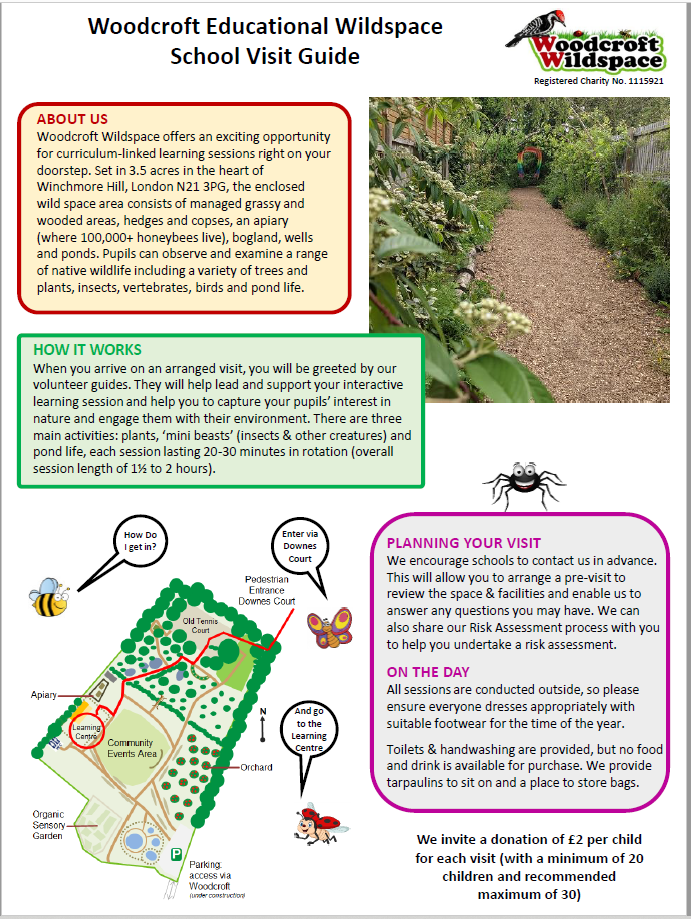 Woodcroft Educational Wildspace
School Visit Guide
Woodcroft
Wildspace
Registered Charity No. 1115921
ABOUT US
Woodcroft Wildspace offers an exciting opportunity
for curriculum-linked learning sessions right on your
doorstep. Set in 3.5 acres in the heart of
Winchmore Hill, London N21 3PG, the enclosed
wild space area consists of managed grassy and
wooded areas, hedges and copses, an apiary
(where 100,000+ honeybees live), bogland, wells
and ponds. Pupils can observe and examine a range
of native wildlife including a variety of trees and
plants, insects, vertebrates, birds and pond life.
HOW IT WORKS
When you arrive on an arranged visit, you will be greeted by our
volunteer guides. They will help lead and support your interactive
learning session and help you to capture your pupils’ interest in
nature and engage them with their environment. There are three
main activities: plants, ‘mini beasts’ (insects & other creatures) and
pond life, each session lasting 20-30 minutes in rotation (overall
session length of 1½ to 2 hours).
How Do
I get in?
Enter via
Downes
Court
Pedestrian
Entrance
Downes Court
Old Tennis
Court
Apiary
Learning
Centre
Community
Events Area
N
And go
to the
Learning
Centre
Orchard
Organic
Sensory
Garden
P
Parking:
access via
Woodcroft
(under construction)
PLANNING YOUR VISIT
We encourage schools to contact us in advance.
This will allow you to arrange a pre-visit to
review the space & facilities and enable us to
answer any questions you may have. We can
also share our Risk Assessment process with you
to help you undertake a risk assessment.
ON THE DAY
All sessions are conducted outside, so please
ensure everyone dresses appropriately with
suitable footwear for the time of the year.
Toilets & handwashing are provided, but no food
and drink is available for purchase. We provide
tarpaulins to sit on and a place to store bags.
We invite a donation of £2 per child
for each visit (with a minimum of 20
children and recommended
maximum of 30)